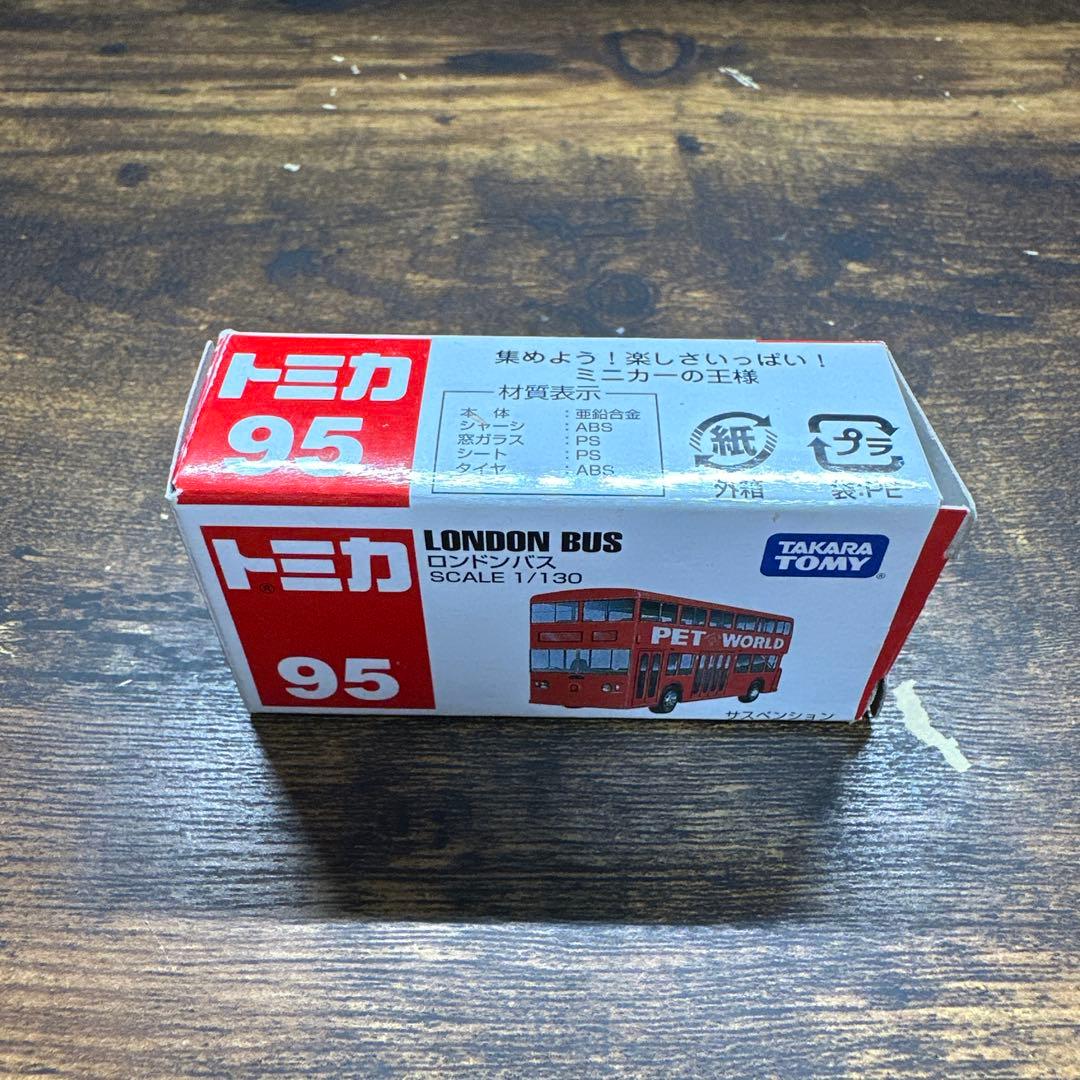 トミカ
95
集めよう!楽しさいっぱい!
ミニカーの王様
材質表示
本体 :亜鉛合金
シャーシ :ABS
窓ガラス :PS
シート :PS
タイヤ :ABS
紙
外箱
プラ
袋:PE
トミカ®
95
LONDON BUS
ロンドンバス
SCALE 1/130
TAKARA
TOMY®
PET WORLD
サスペンション